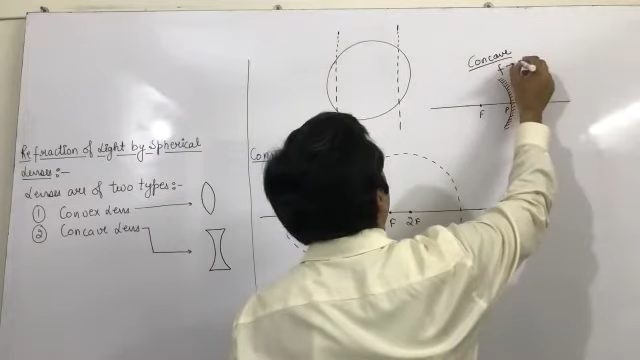 Refraction of Light by Spherical
Lenses:-
Lenses are of two types:-
① Convex Lens
② Concave Lens
Concave
f →
F
P
F 2F